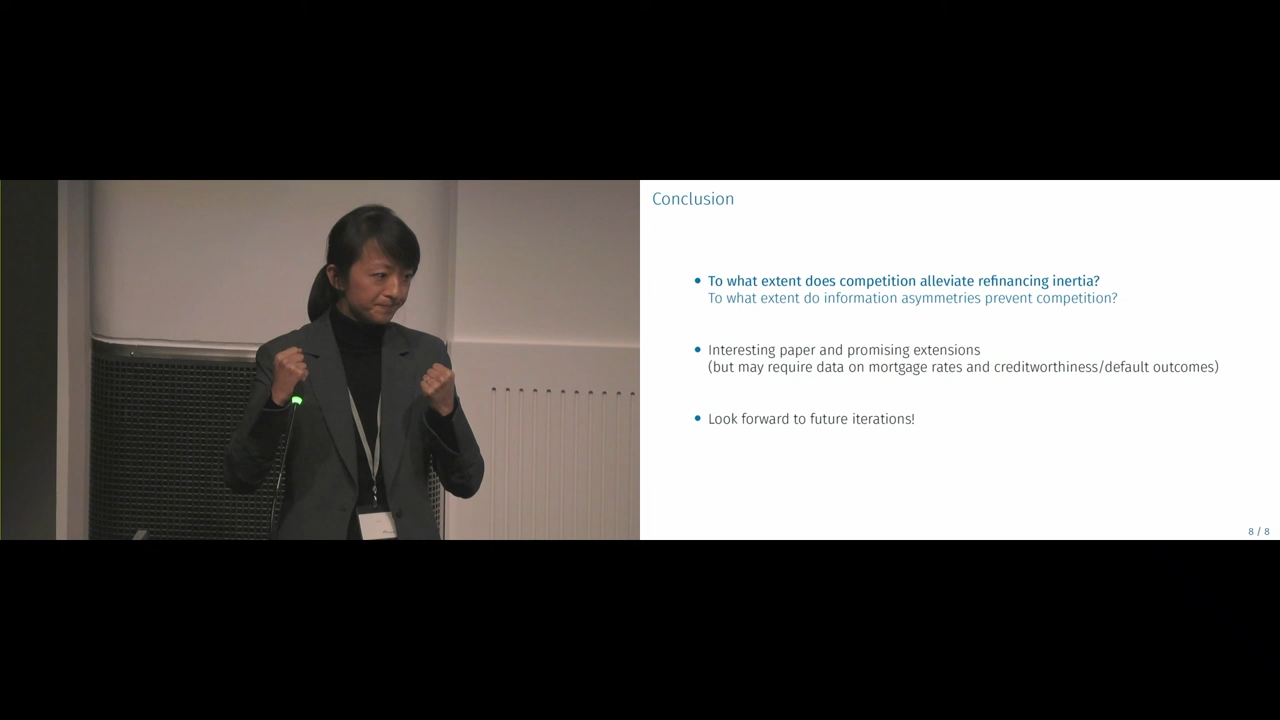 Conclusion
To what extent does competition alleviate refinancing inertia?
To what extent do information asymmetries prevent competition?
Interesting paper and promising extensions
(but may require data on mortgage rates and creditworthiness/default outcomes)
Look forward to future iterations!
8 / 8